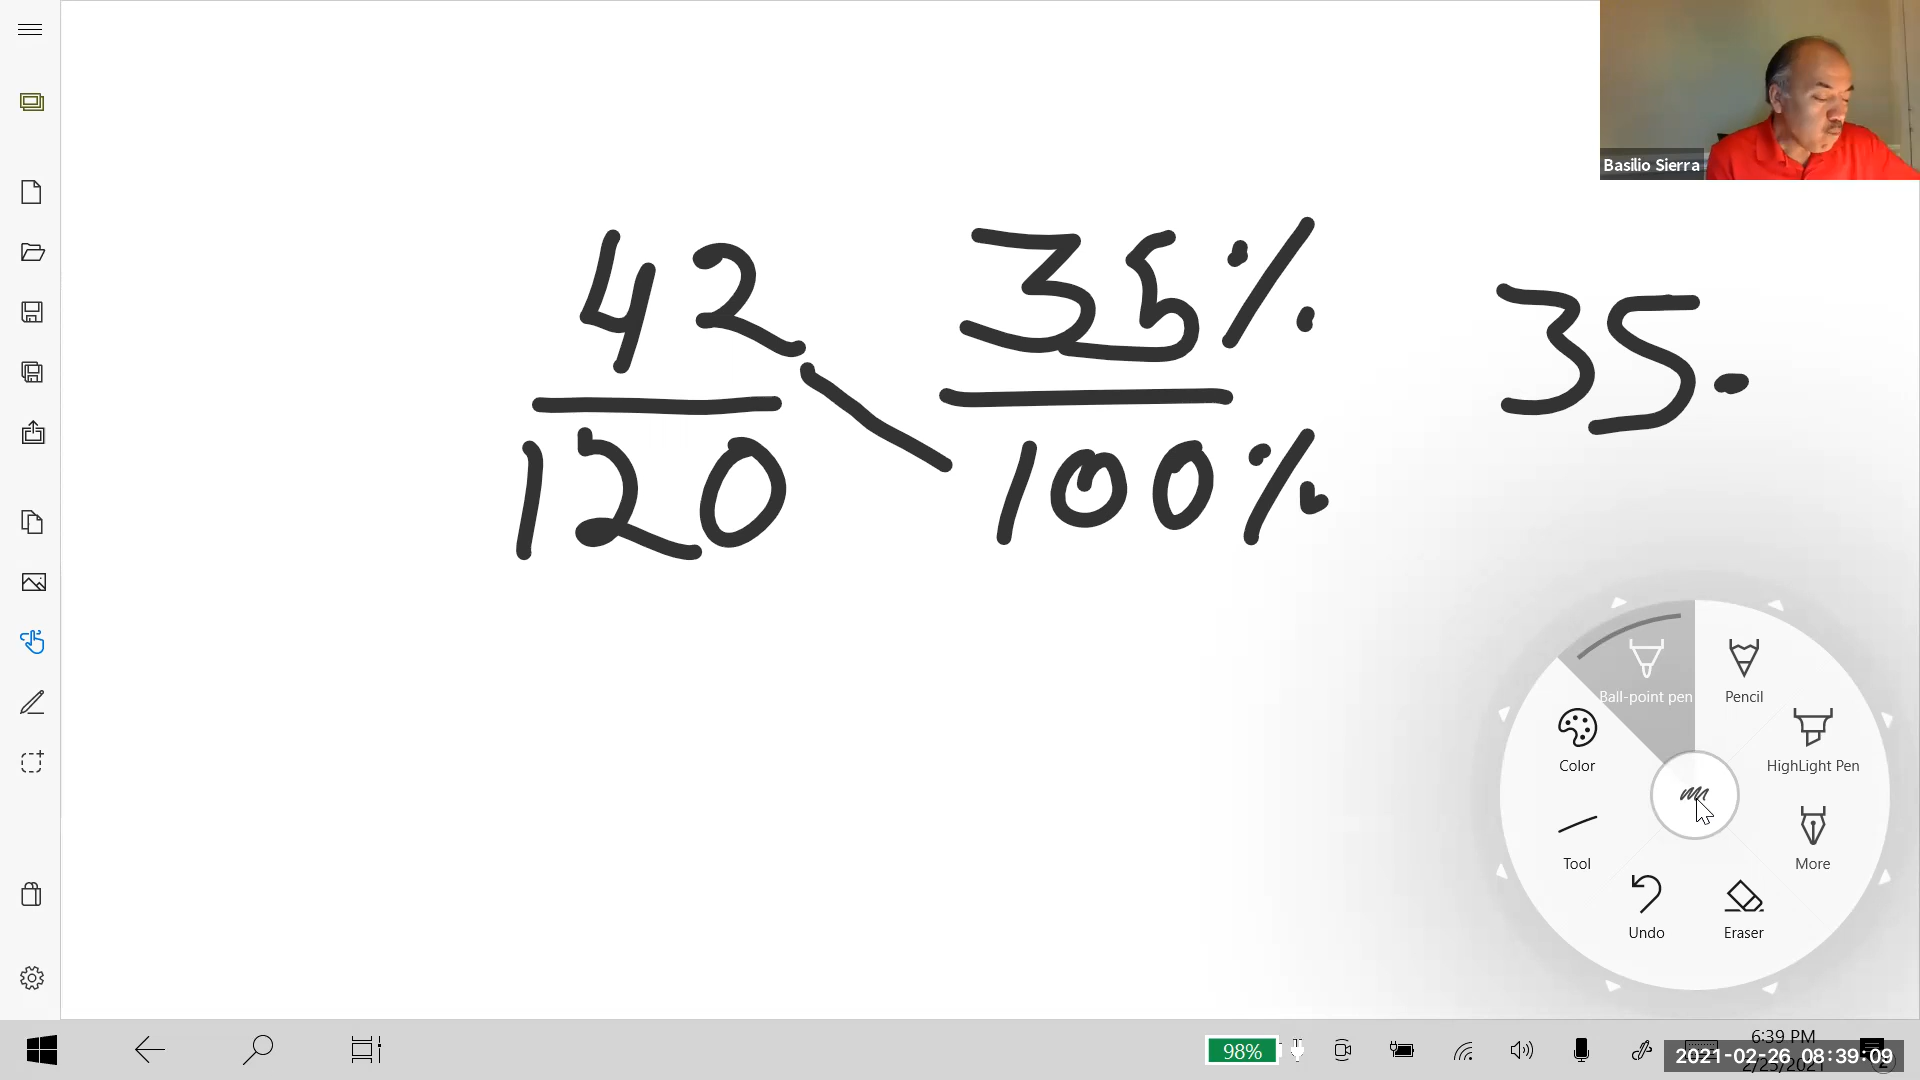 Basilio Sierra
42 35% 35.
120 100%
Ball-point pen
Pencil
Color
HighLight Pen
Tool
More
Undo
Eraser
98%
6:39 PM
2021-02-26 08:39:09